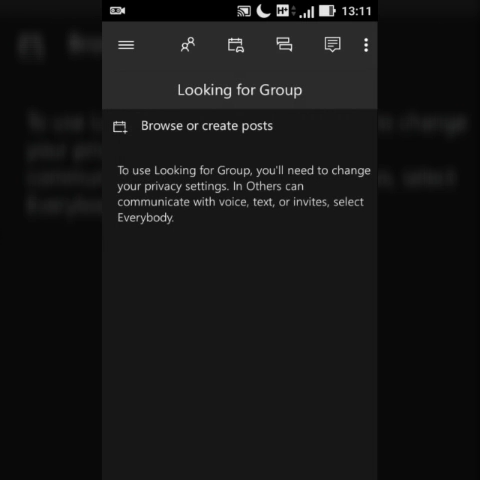 H+
13:11
Looking for Group
Browse or create posts
To use Looking for Group, you'll need to change
your privacy settings. In Others can
communicate with voice, text, or invites, select
Everybody.